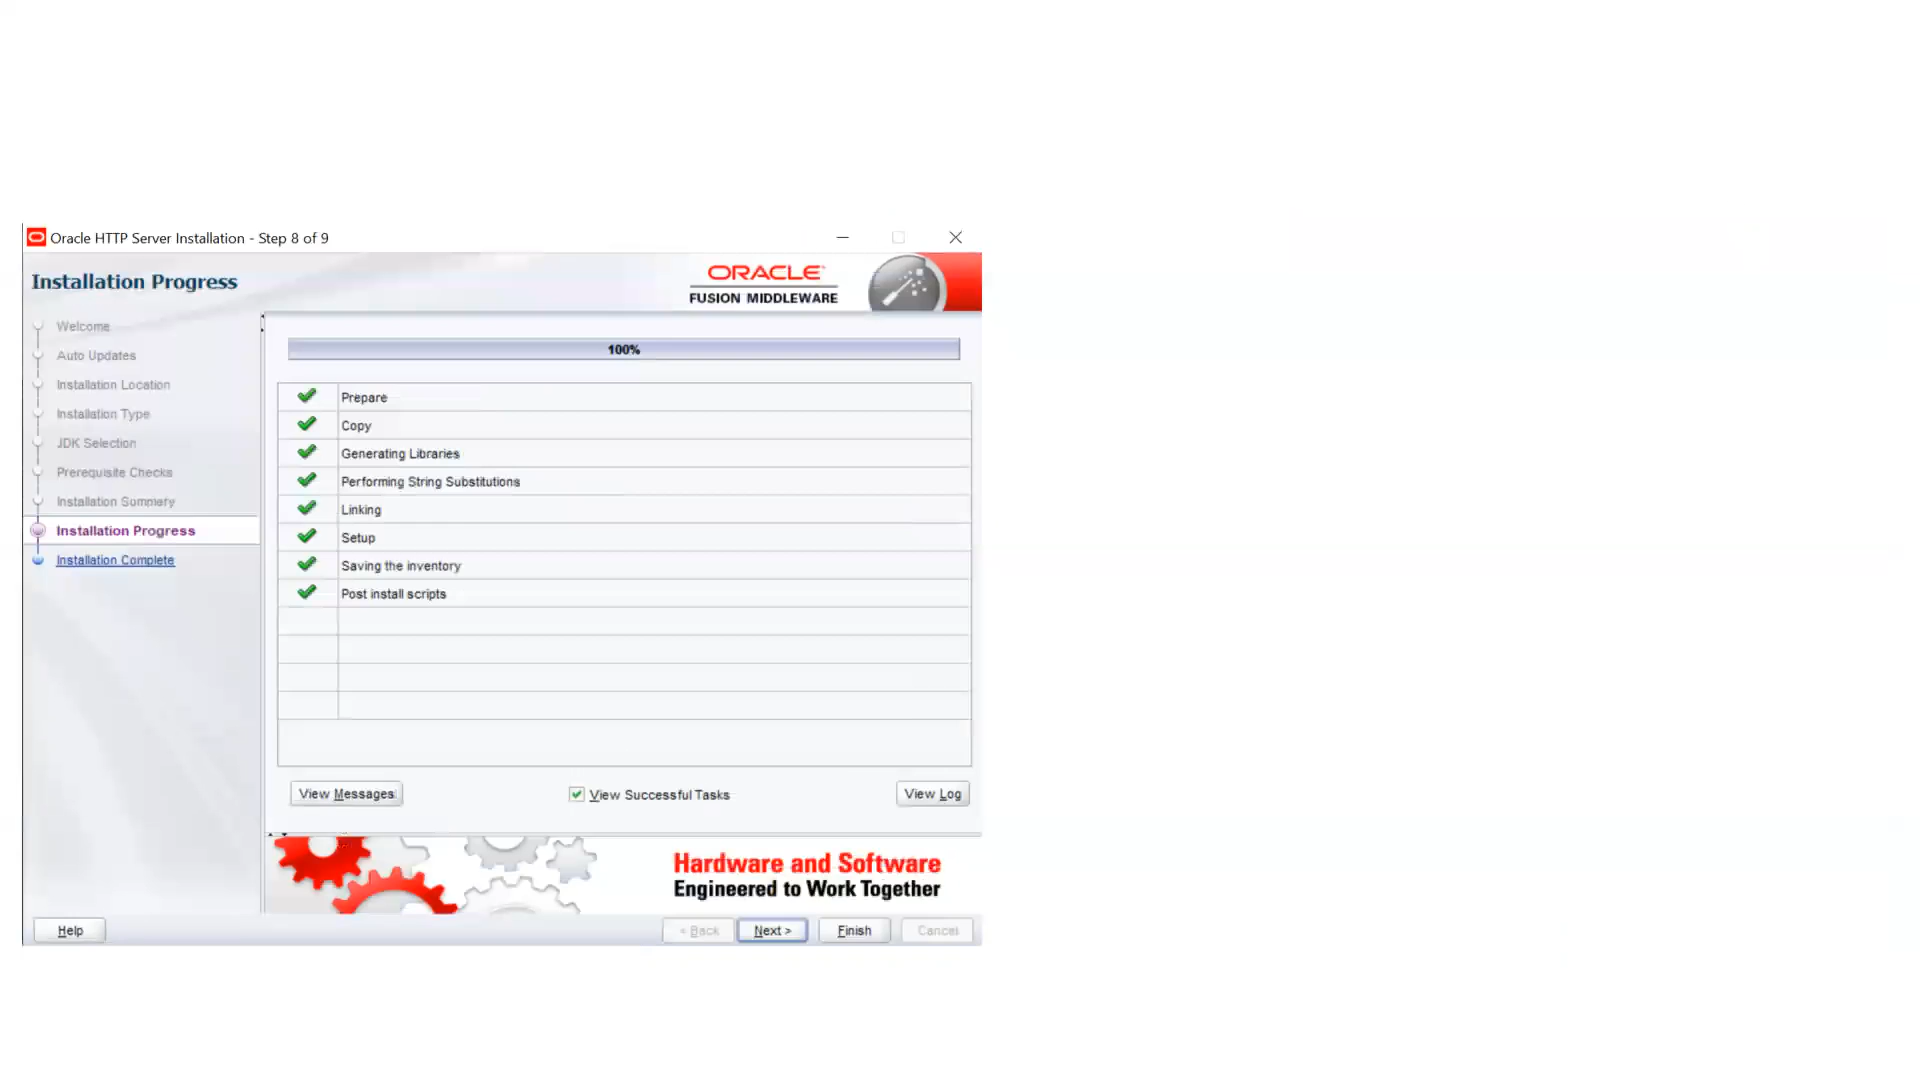 Oracle HTTP Server Installation - Step 8 of 9
Installation Progress
ORACLE
FUSION MIDDLEWARE
Welcome
Auto Updates
Installation Location
Installation Type
JDK Selection
Prerequisite Checks
Installation Summary
Installation Progress
Installation Complete
100%
Prepare
Copy
Generating Libraries
Performing String Substitutions
Linking
Setup
Saving the inventory
Post install scripts
View Messages
View Successful Tasks
View Log
Hardware and Software
Engineered to Work Together
Help
< Back
Next >
Finish
Cancel